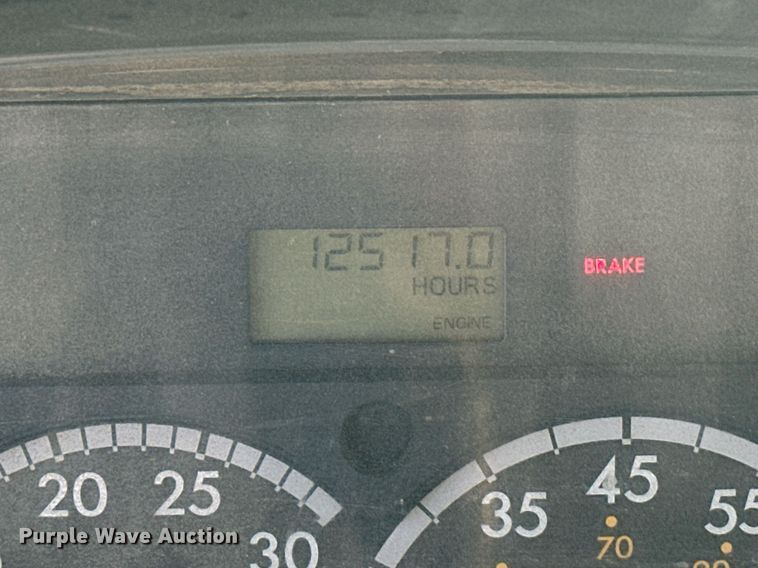 12517.0
HOURS
BRAKE
ENGINE
20 25 30
35 45 55
70
Purple Wave Auction